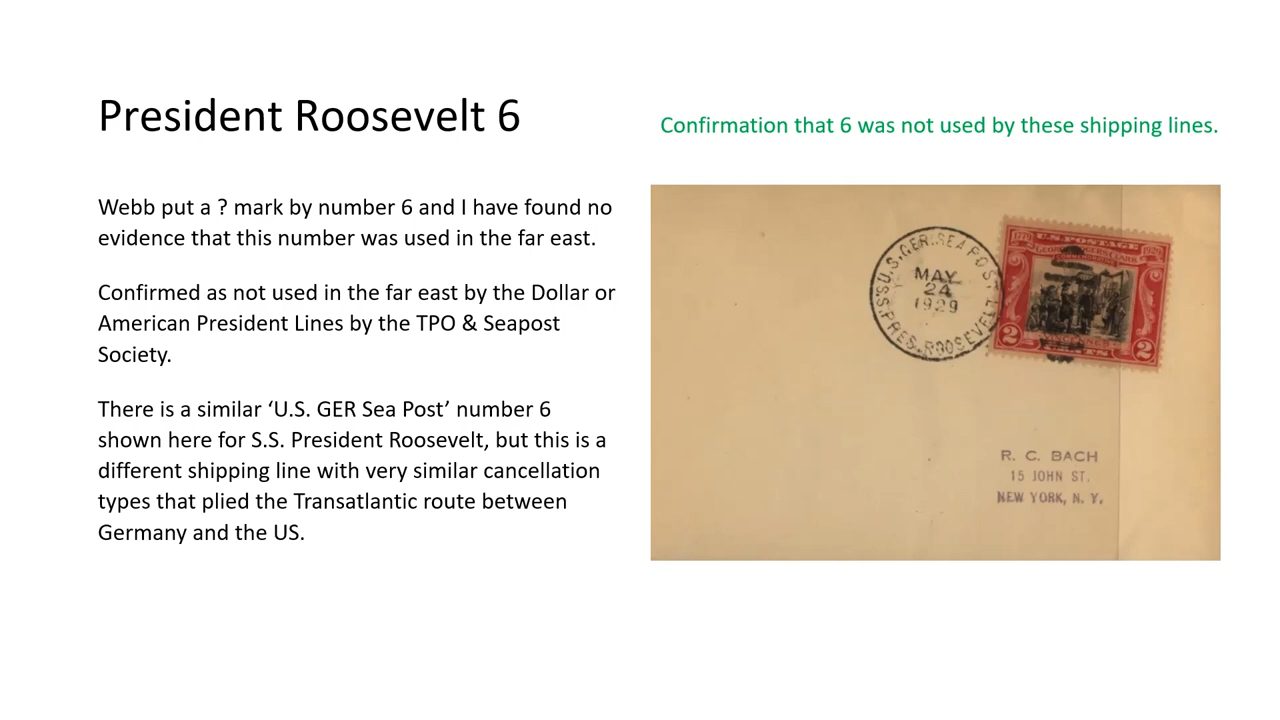 President Roosevelt 6
Confirmation that 6 was not used by these shipping lines.
Webb put a ? mark by number 6 and I have found no
evidence that this number was used in the far east.
Confirmed as not used in the far east by the Dollar or
American President Lines by the TPO & Seapost
Society.
There is a similar ‘U.S. GER Sea Post’ number 6
shown here for S.S. President Roosevelt, but this is a
different shipping line with very similar cancellation
types that plied the Transatlantic route between
Germany and the US.
U.S. GER. SEA POST
MAY
24
1929
S.S. PRES. ROOSEVELT
U.S. POSTAGE
2
CENTS
2
R. C. BACH
15 JOHN ST.
NEW YORK, N. Y.